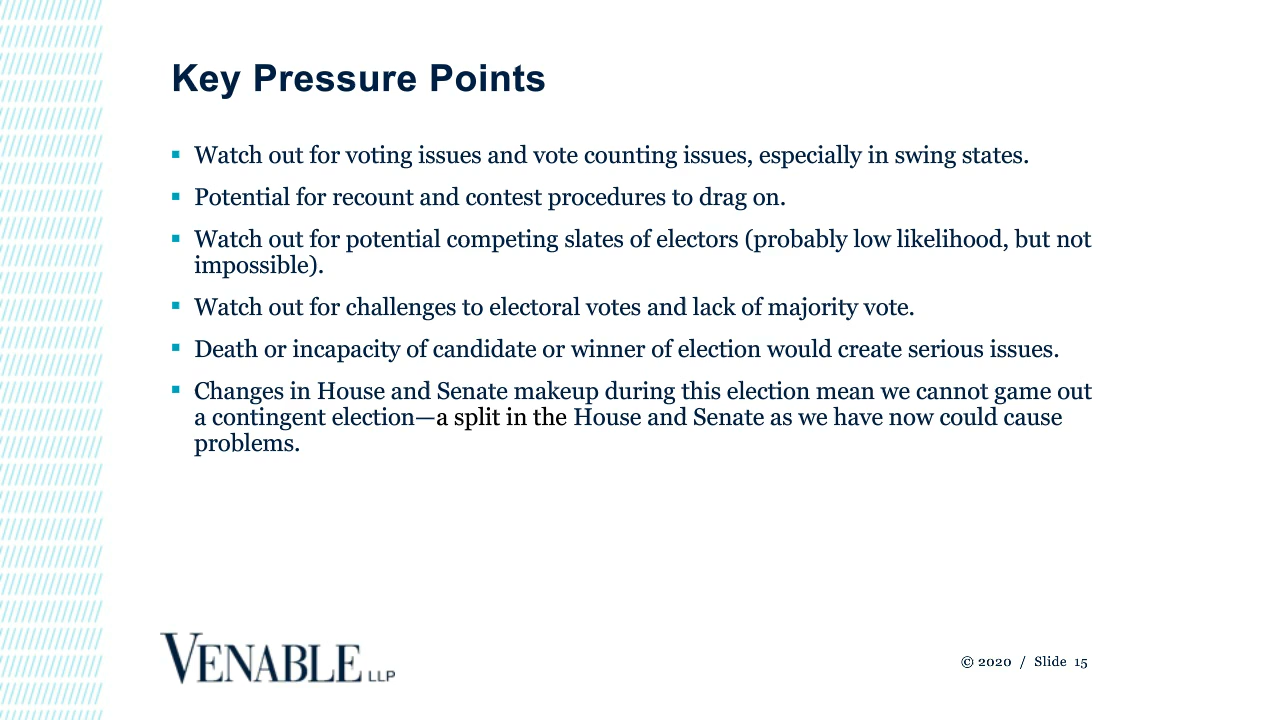 Key Pressure Points
▪ Watch out for voting issues and vote counting issues, especially in swing states.
▪ Potential for recount and contest procedures to drag on.
▪ Watch out for potential competing slates of electors (probably low likelihood, but not
impossible).
▪ Watch out for challenges to electoral votes and lack of majority vote.
▪ Death or incapacity of candidate or winner of election would create serious issues.
▪ Changes in House and Senate makeup during this election mean we cannot game out
a contingent election—a split in the House and Senate as we have now could cause
problems.
VENABLE LLP
© 2020 / Slide 15